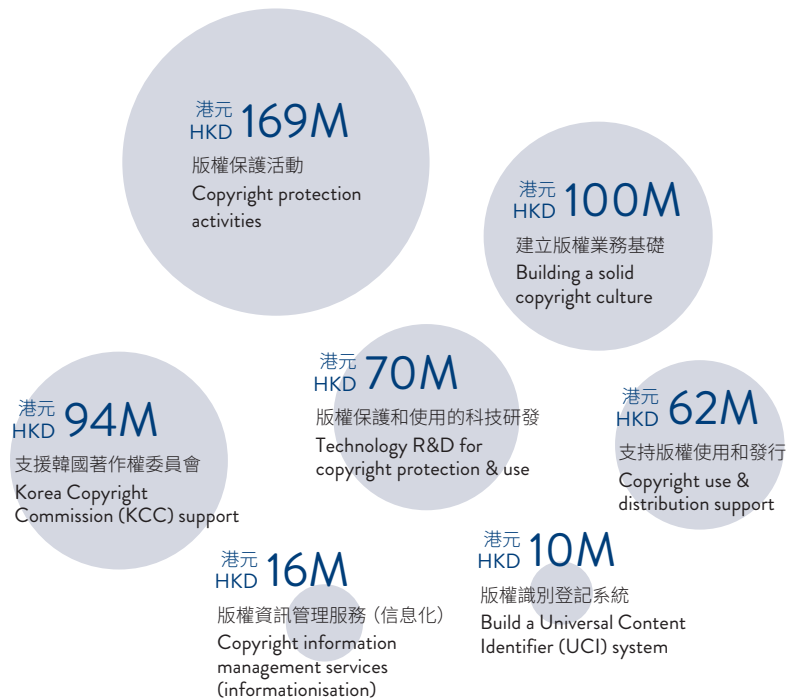 港元
HKD 169M
版權保護活動
Copyright protection
activities
港元
HKD 100M
建立版權業務基礎
Building a solid
copyright culture
港元
HKD 94M
支援韓國著作權委員會
Korea Copyright
Commission (KCC) support
港元
HKD 70M
版權保護和使用的科技研發
Technology R&D for
copyright protection & use
港元
HKD 62M
支持版權使用和發行
Copyright use &
distribution support
港元
HKD 16M
版權資訊管理服務（信息化）
Copyright information
management services
(informationisation)
港元
HKD 10M
版權識別登記系統
Build a Universal Content
Identifier (UCI) system